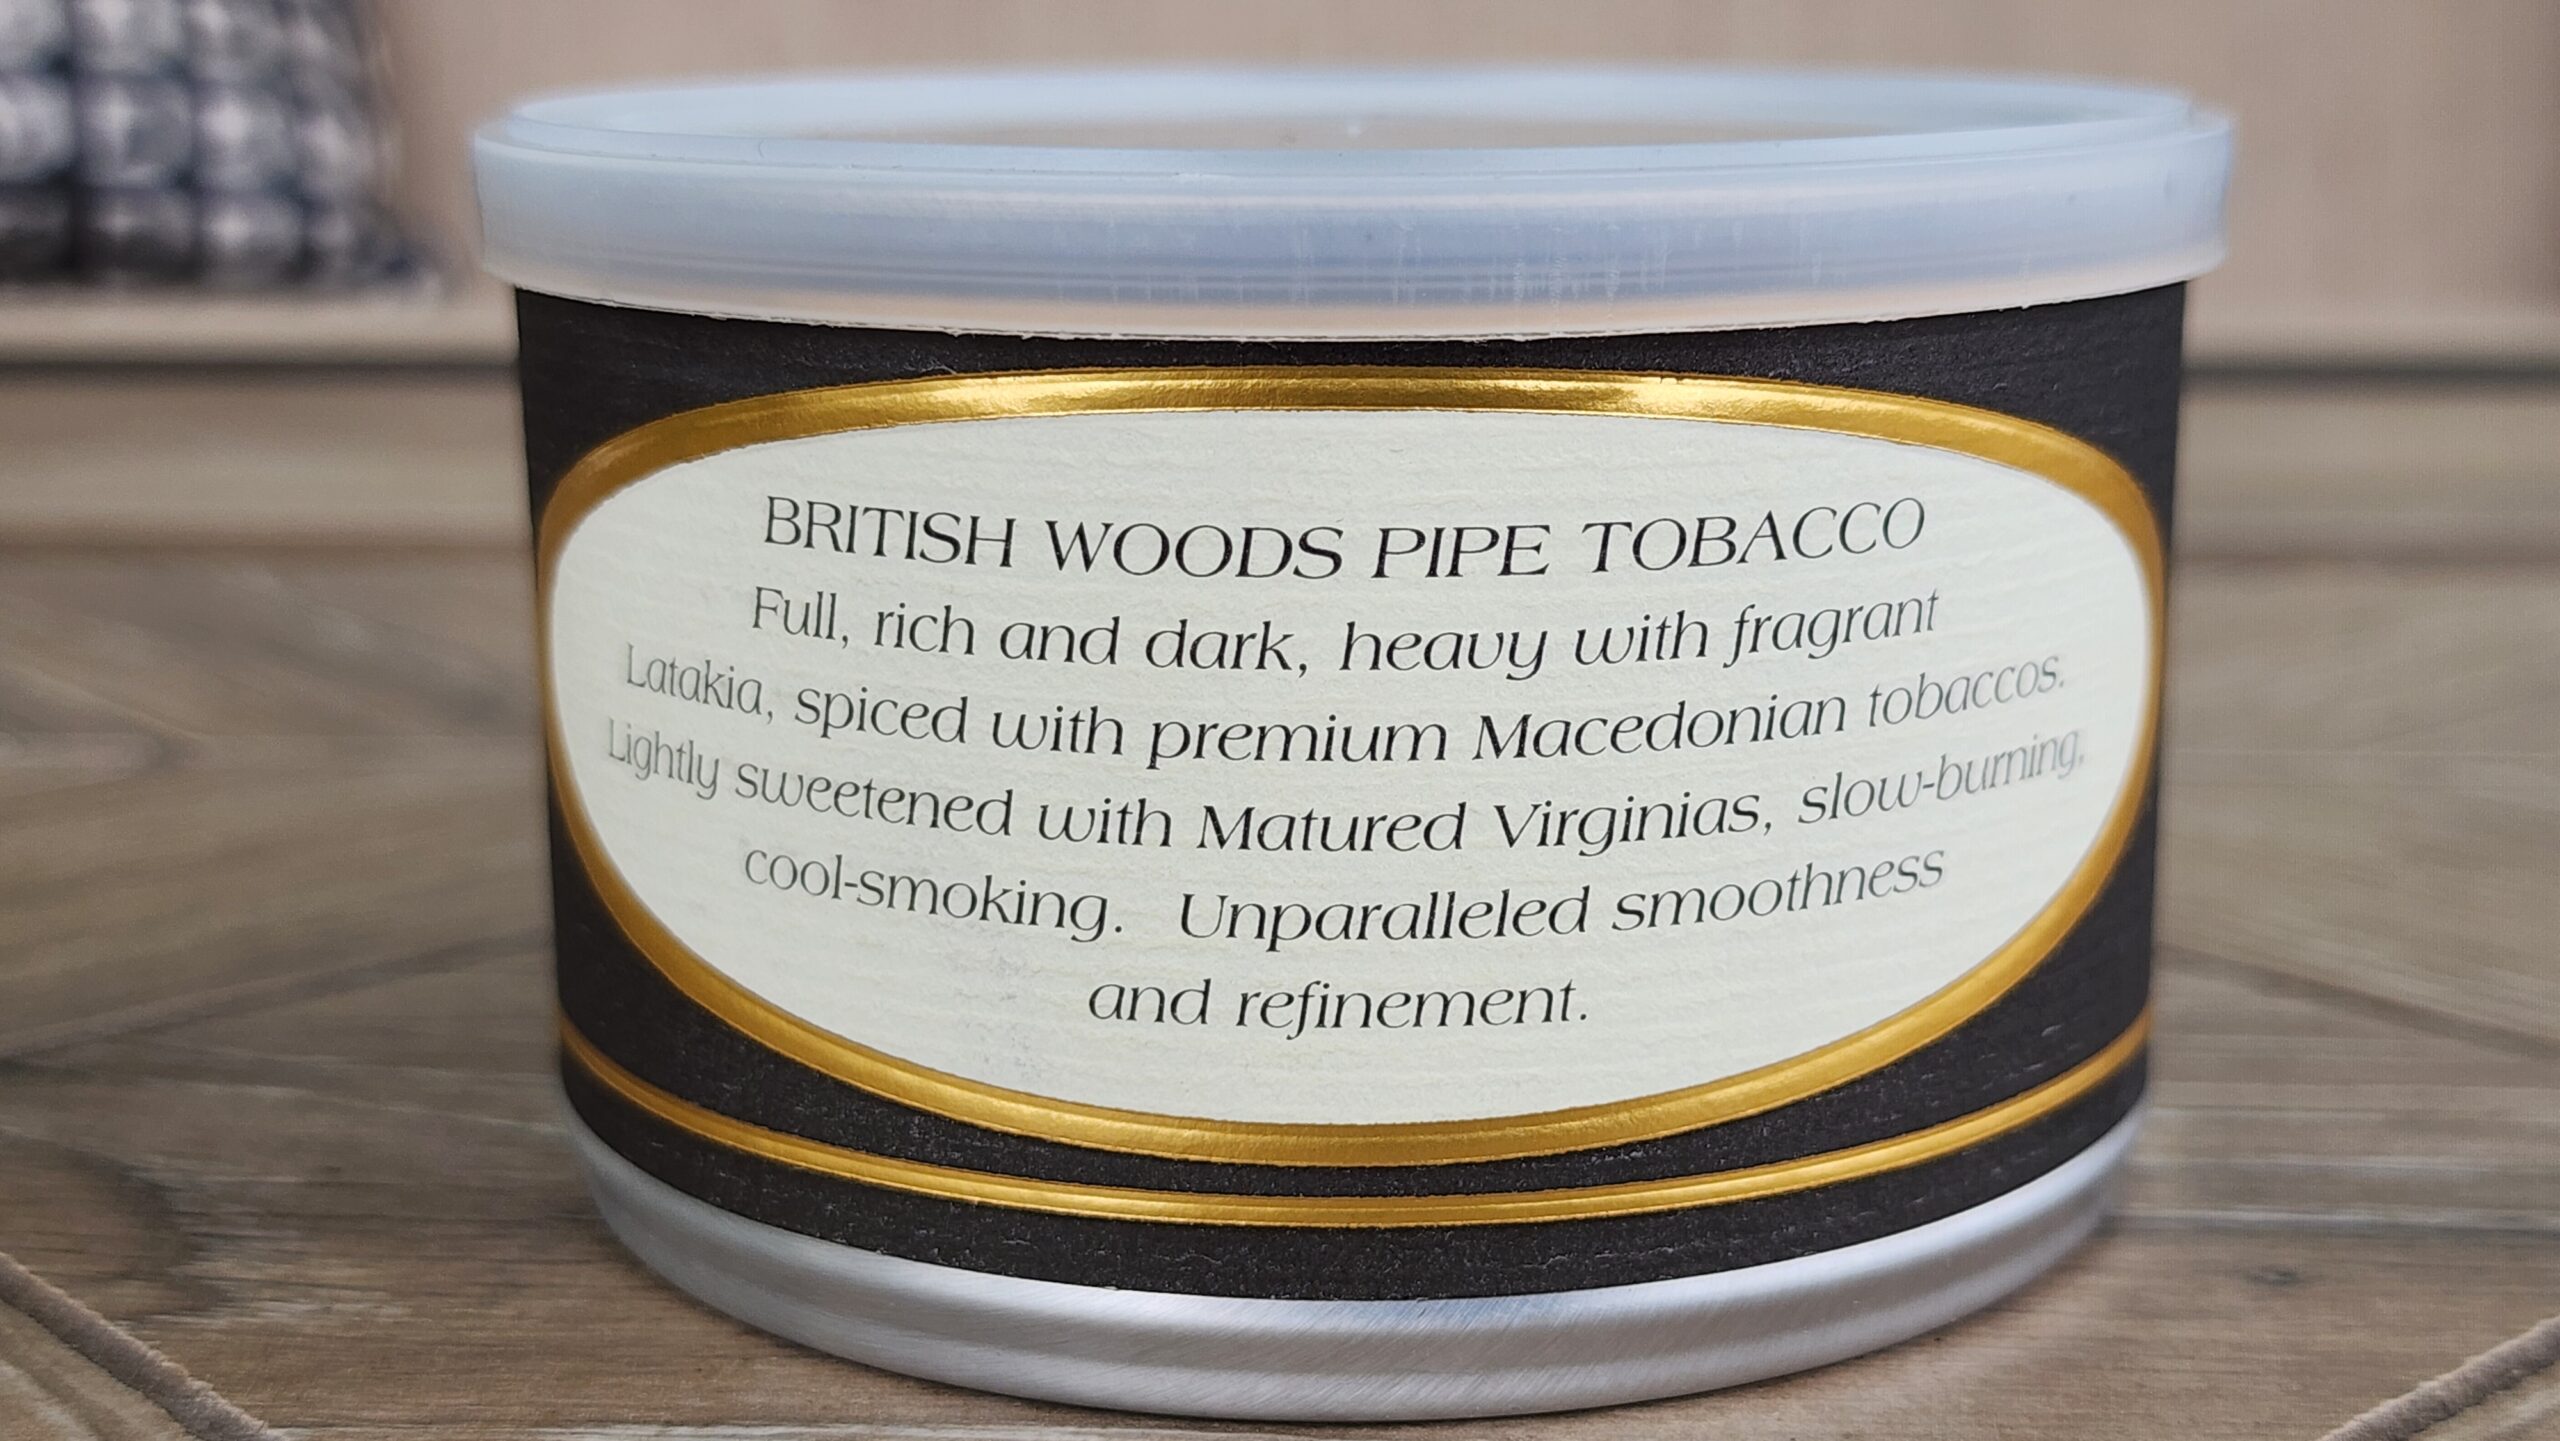 BRITISH WOODS PIPE TOBACCO
Full, rich and dark, heavy with fragrant
Latakia, spiced with premium Macedonian tobaccos.
Lightly sweetened with Matured Virginias, slow-burning,
cool-smoking.  Unparalleled smoothness
and refinement.